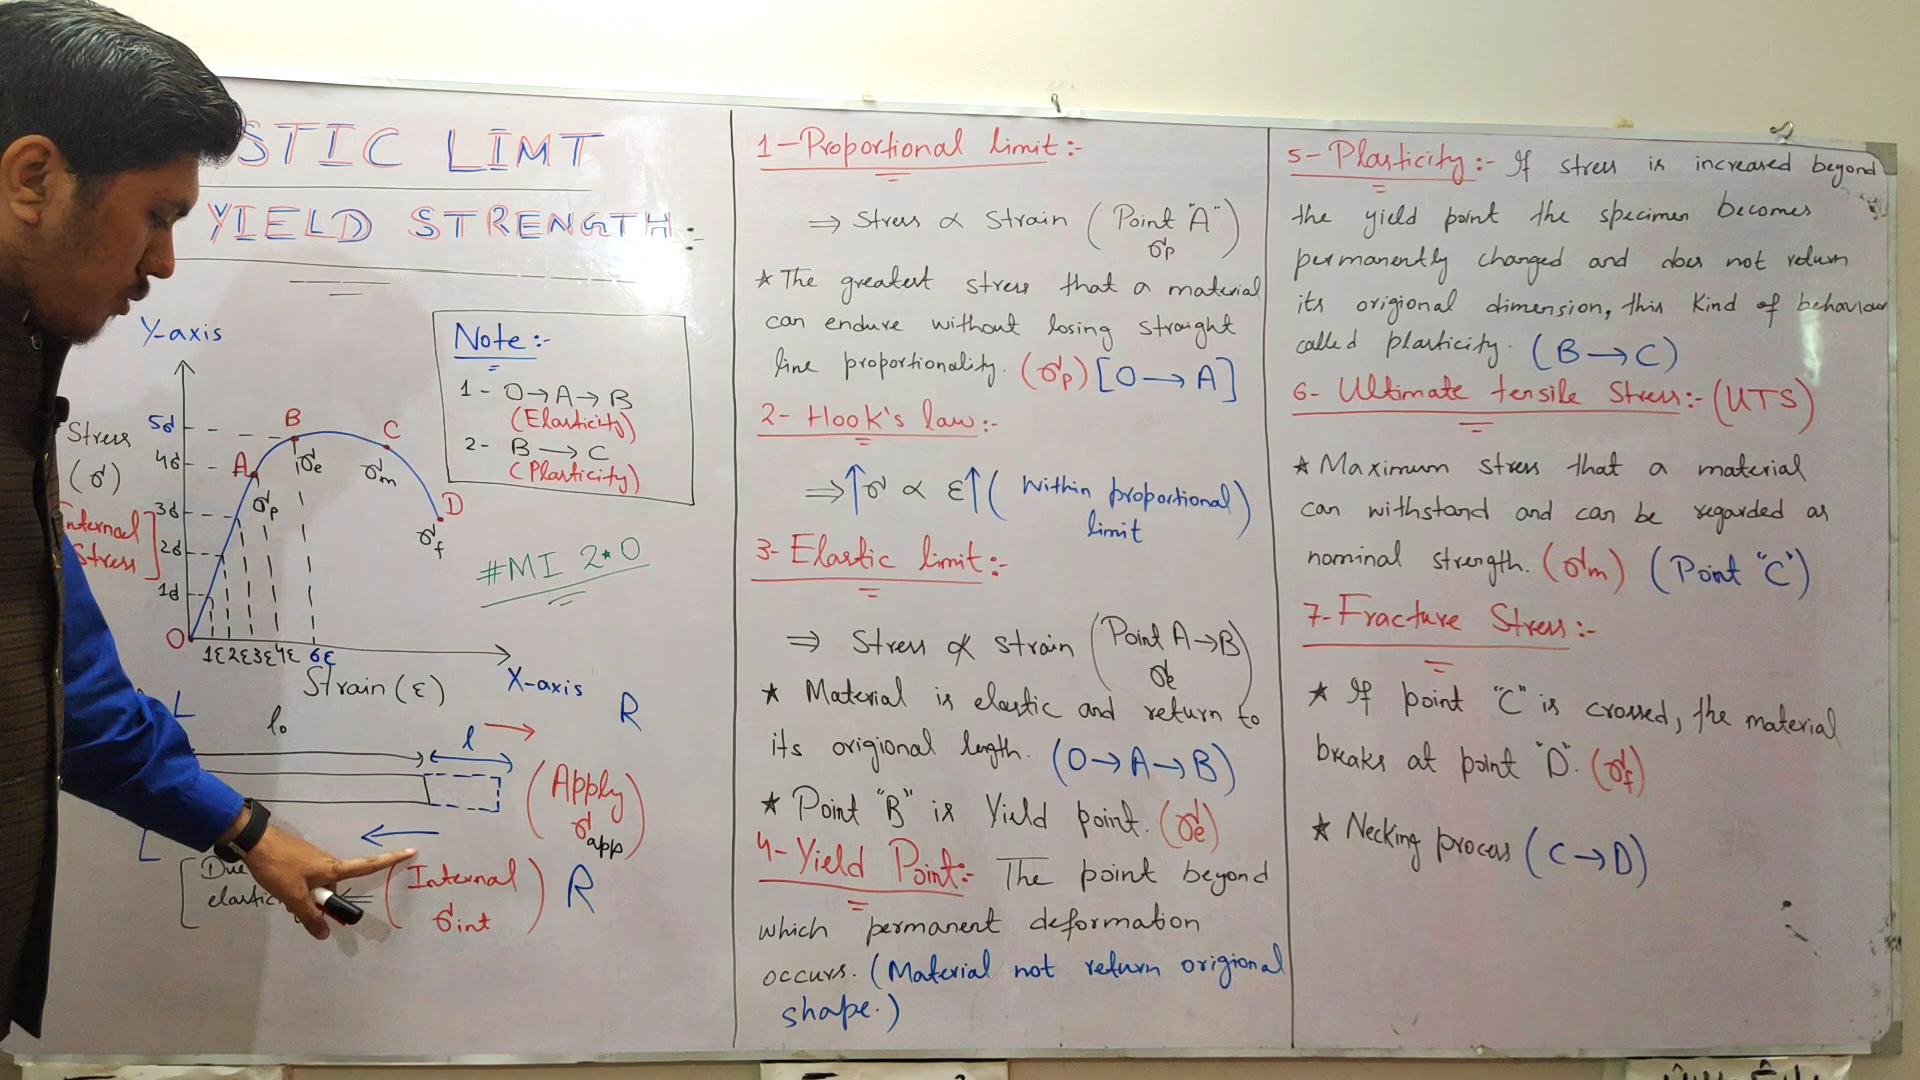 STIC LIMT
YIELD STRENGTH:-
Y-axis
Stress
(σ)
Internal
Stress
5σ
4σ
3σ
2σ
1σ
O
A
B
C
D
σp
σe
σm
σf
1ε 2ε 3ε 4ε 6ε
Strain (ε)
X-axis
Note:-
1- O→A→B
(Elasticity)
2- B→C
(Plasticity)
#MI 2.0
L
R
l₀
l
(Apply
σapp)
L
[Due
elastic
⇐ (Internal
σint)
R
1-Proportional limit:-
⇒ Stress ∝ Strain (Point "A")
σp
★ The greatest stress that a material
can endure without losing straight
line proportionality. (σp) [O→A]
2- Hook's law:-
⇒ ↑σ ∝ ε↑ (Within proportional
limit)
3- Elastic limit:-
⇒ Stress ∝̸ strain (Point A→B)
σe
★ Material is elastic and return to
its origional length. (O→A→B)
★ Point "B" is Yield point. (σe)
4-Yield Point:- The point beyond
which permanent deformation
occurs. (Material not return origional
shape.)
5- Plasticity:- If stress is increased beyond
the yield point the specimen becomes
permanently changed and does not return
its origional dimension, this Kind of behaviour
called plasticity. (B→C)
6- Ultimate tensile Stress:- (UTS)
★ Maximum stress that a material
can withstand and can be regarded as
nominal strength. (σm) (Point "C")
7-Fracture Stress:-
★ If point "C" is crossed, the material
breaks at point "D". (σf)
★ Necking process (C→D)